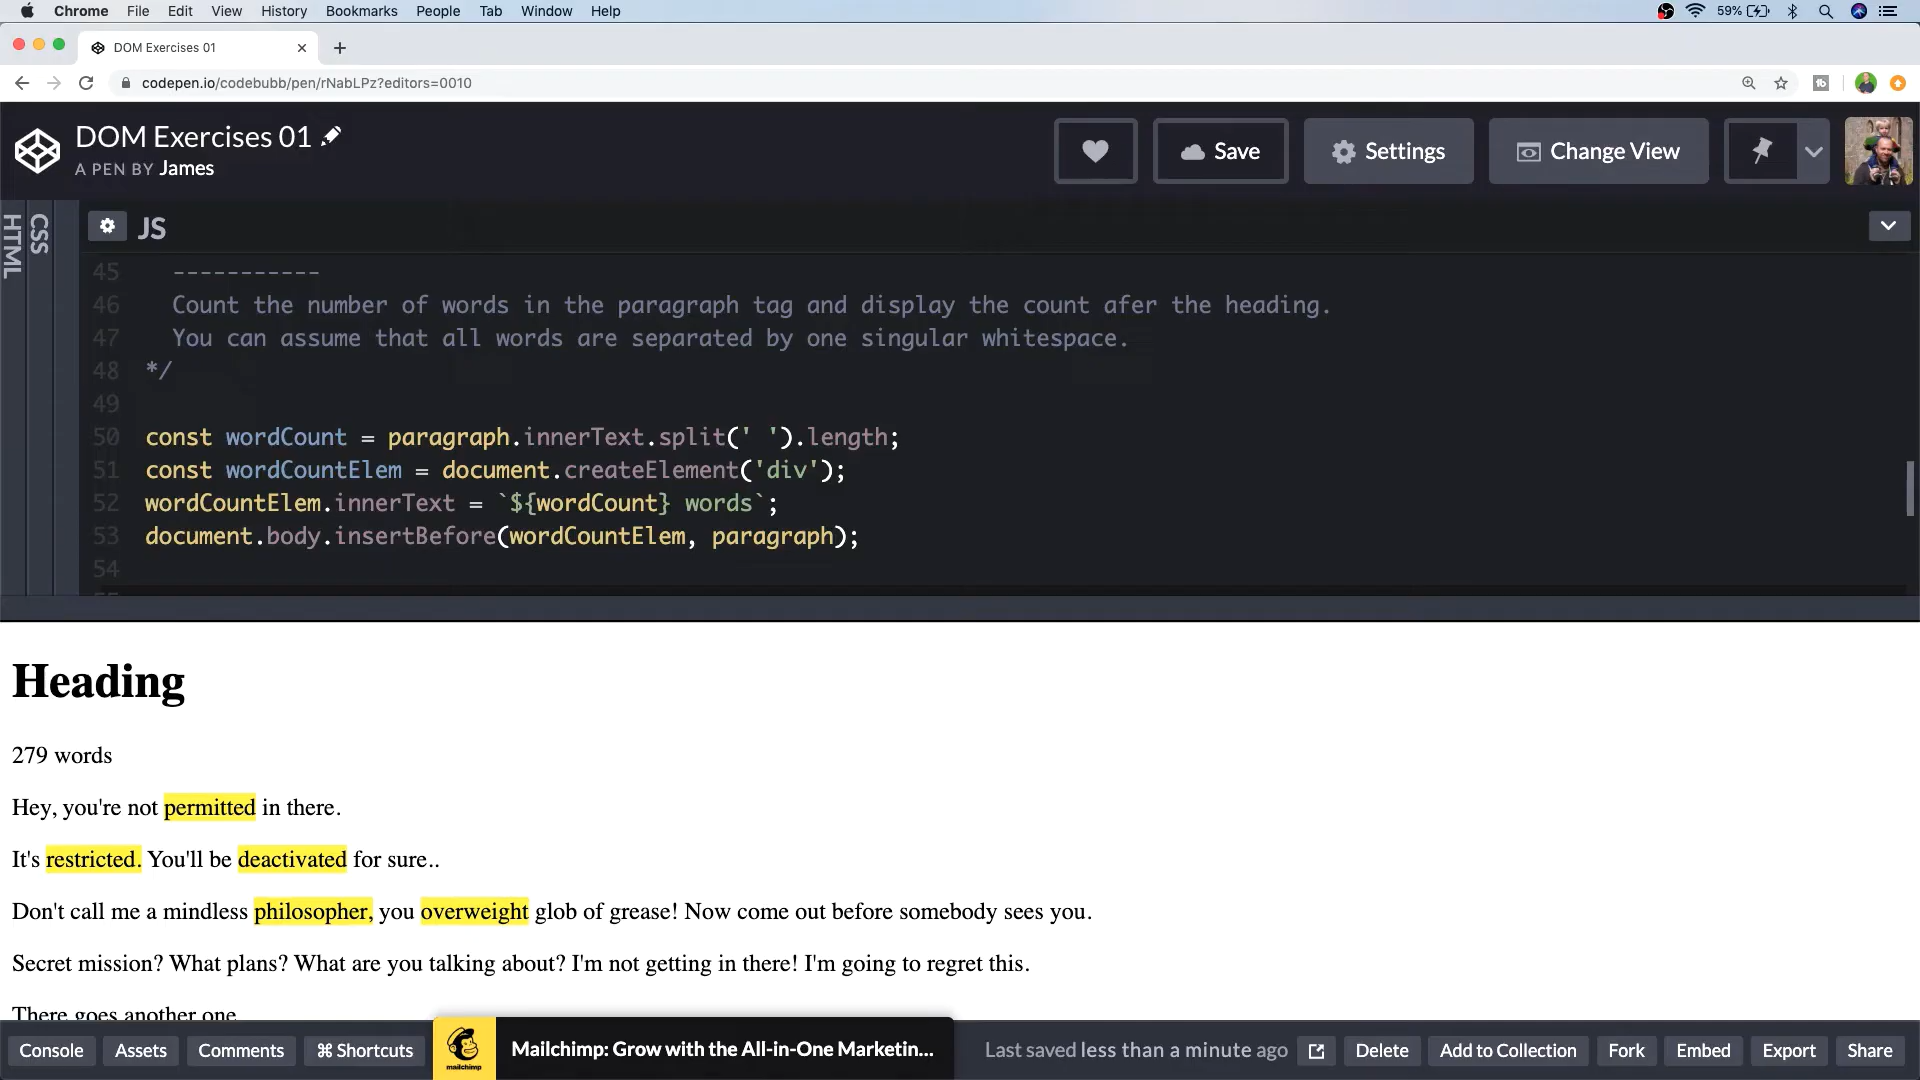 Chrome File Edit View History Bookmarks People Tab Window Help 59%
DOM Exercises 01
codepen.io/codebubb/pen/rNabLPz?editors=0010
DOM Exercises 01
A PEN BY James
Save Settings Change View
HTML
CSS
JS
45 -----------
46 Count the number of words in the paragraph tag and display the count afer the heading.
47 You can assume that all words are separated by one singular whitespace.
48 */
49
50 const wordCount = paragraph.innerText.split(' ').length;
51 const wordCountElem = document.createElement('div');
52 wordCountElem.innerText = `${wordCount} words`;
53 document.body.insertBefore(wordCountElem, paragraph);
54
Heading
279 words
Hey, you're not permitted in there.
It's restricted. You'll be deactivated for sure..
Don't call me a mindless philosopher, you overweight glob of grease! Now come out before somebody sees you.
Secret mission? What plans? What are you talking about? I'm not getting in there! I'm going to regret this.
There goes another one
Console Assets Comments ⌘ Shortcuts mailchimp Mailchimp: Grow with the All-in-One Marketin... Last saved less than a minute ago Delete Add to Collection Fork Embed Export Share